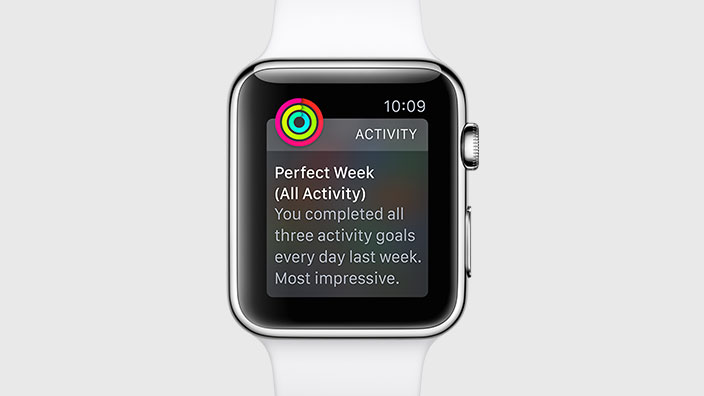 10:09
ACTIVITY
Perfect Week
(All Activity)
You completed all
three activity goals
every day last week.
Most impressive.